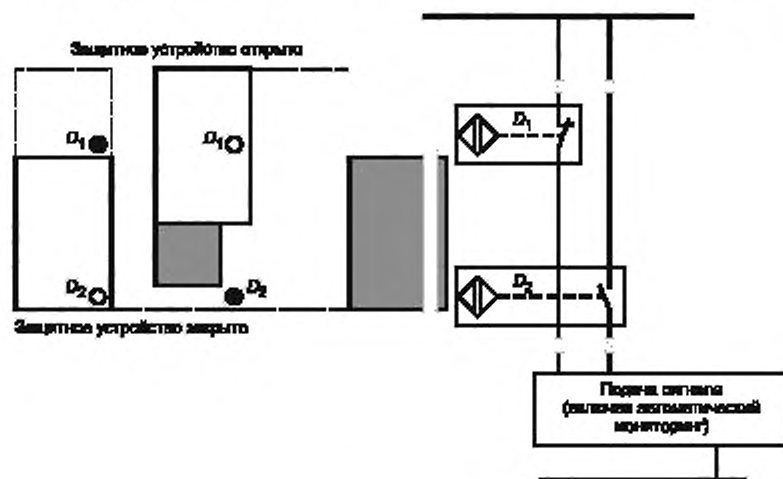 Защитное устройство открыто
D1
D1
D1
D2
D2
D2
Защитное устройство закрыто
Подача сигнала
(включая автоматический
мониторинг)